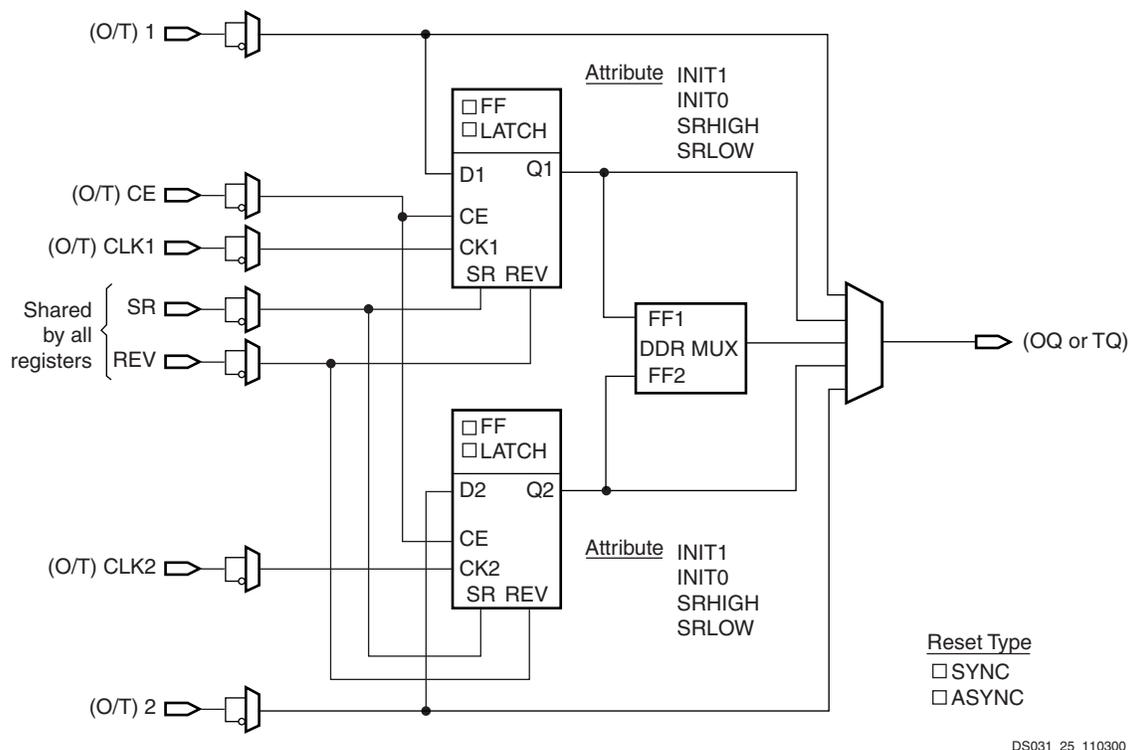 (O/T) 1
Attribute INIT1
INIT0
SRHIGH
SRLOW
FF
LATCH
D1 Q1
(O/T) CE
CE
(O/T) CLK1
CK1
SR REV
Shared
by all
registers
SR
REV
FF1
DDR MUX
FF2
(OQ or TQ)
FF
LATCH
D2 Q2
CE
(O/T) CLK2
CK2
SR REV
Attribute INIT1
INIT0
SRHIGH
SRLOW
Reset Type
SYNC
ASYNC
(O/T) 2
DS031_25_110300